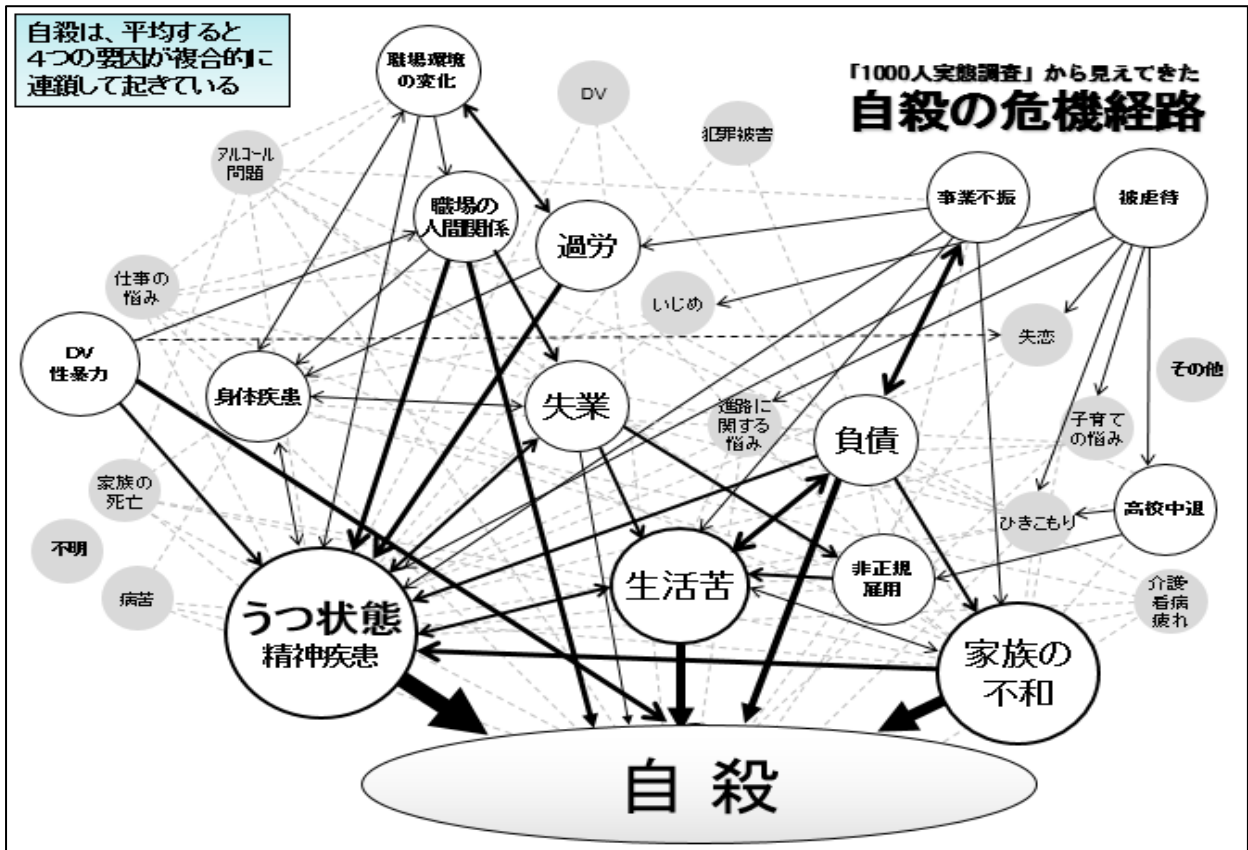 自殺は、平均すると
4つの要因が複合的に
連鎖して起きている
「1000人実態調査」から見えてきた
自殺の危機経路
職場環境
の変化
DV
犯罪被害
アルコール
問題
職場の
人間関係
過労
事業不振
被虐待
仕事の
悩み
いじめ
失恋
DV
性暴力
その他
身体疾患
失業
進路に
関する
悩み
負債
子育て
の悩み
家族の
死亡
ひきこもり
高校中退
不明
病苦
うつ状態
精神疾患
生活苦
非正規
雇用
介護・
看病
疲れ
家族の
不和
自殺